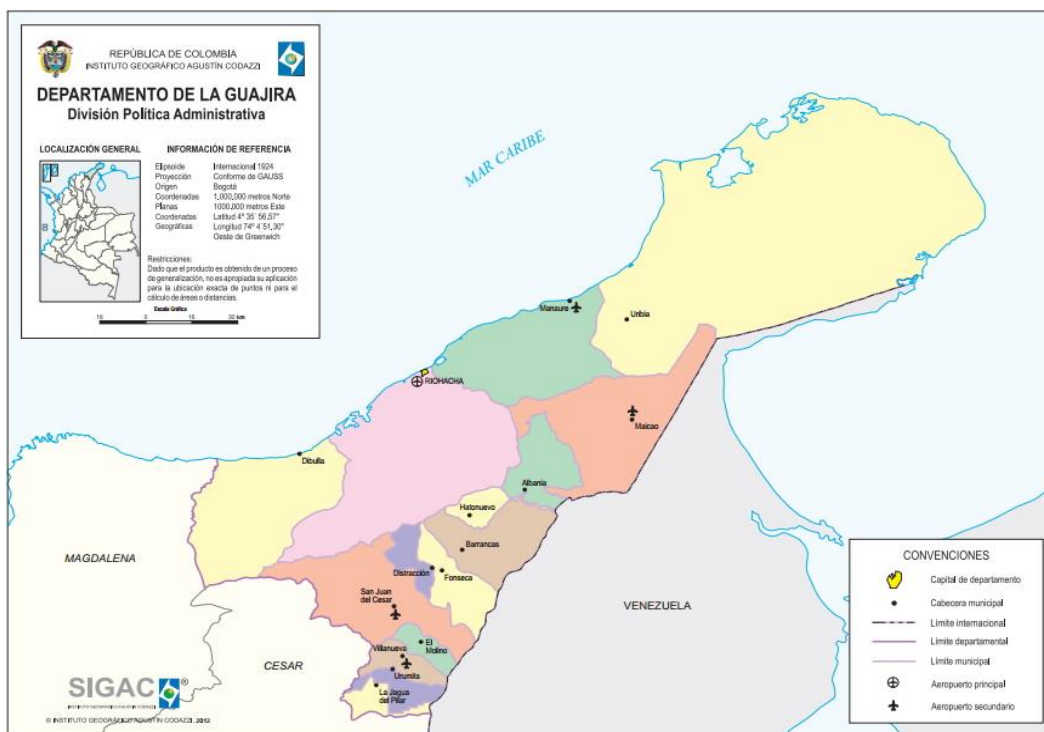 REPÚBLICA DE COLOMBIA
INSTITUTO GEOGRÁFICO AGUSTÍN CODAZZI
DEPARTAMENTO DE LA GUAJIRA
División Política Administrativa
LOCALIZACIÓN GENERAL
INFORMACIÓN DE REFERENCIA
Elipsoide Internacional 1924
Proyección Conforme de GAUSS
Origen Bogotá
Coordenadas 1,000,000 metros Norte
Planas 1000,000 metros Este
Coordenadas Latitud 4° 35´ 56,57"
Geográficas Longitud 74° 4´51,30"
Oeste de Greenwich
Restricciones:
Dado que el producto es obtenido de un proceso
de generalización, no es apropiada su aplicación
para la ubicación exacta de puntos ni para el
cálculo de áreas o distancias.
Escala Gráfica
16 0 16 32 km
MAR CARIBE
Manaure
Uribia
RIOHACHA
Maicao
Dibulla
Albania
Hatonuevo
Barrancas
MAGDALENA
Distracción
Fonseca
San Juan
del Cesar
VENEZUELA
El
Molino
Villanueva
CESAR
Urumita
La Jagua
del Pilar
CONVENCIONES
Capital de departamento
Cabecera municipal
Límite internacional
Límite departamental
Límite municipal
Aeropuerto principal
Aeropuerto secundario
SIGAC®
INSTITUTO GEOGRÁFICO AGUSTÍN CODAZZI
© INSTITUTO GEOGRÁFICO AGUSTÍN CODAZZI, 2012